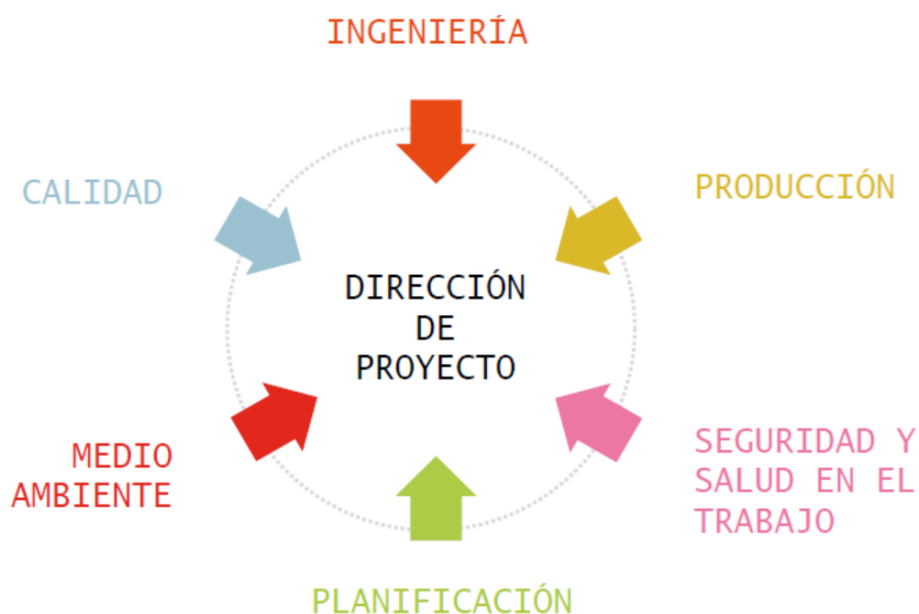 INGENIERÍA
CALIDAD
PRODUCCIÓN
DIRECCIÓN
DE
PROYECTO
MEDIO
AMBIENTE
SEGURIDAD Y
SALUD EN EL
TRABAJO
PLANIFICACIÓN